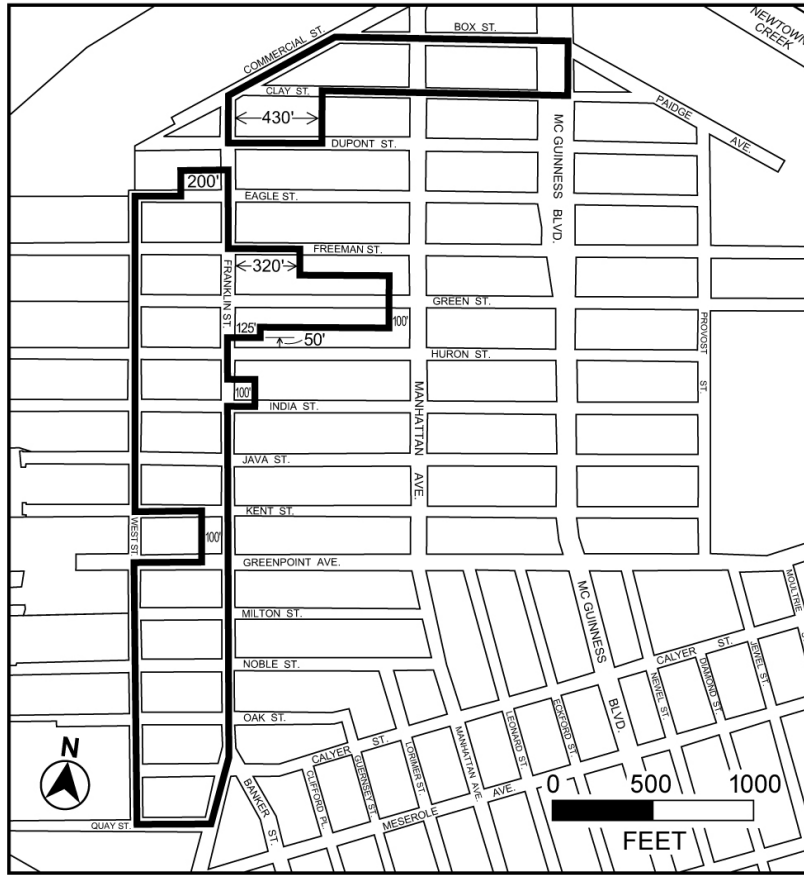 BOX ST.
NEWTOWN
CREEK
COMMERCIAL ST.
CLAY ST.
PAIDGE
AVE.
430'
DUPONT ST.
MC GUINNESS BLVD.
200'
EAGLE ST.
FREEMAN ST.
320'
FRANKLIN ST.
GREEN ST.
125'
100'
50'
PROVOST
ST.
HURON ST.
100'
MANHATTAN
AVE.
INDIA ST.
JAVA ST.
KENT ST.
WEST ST.
100'
GREENPOINT AVE.
MOULTRIE
MC GUINNESS
BLVD.
MILTON ST.
CALYER ST.
JEWEL ST.
NOBLE ST.
DIAMOND ST.
NEWEL ST.
ECKFORD ST.
OAK ST.
LEONARD ST.
MANHATTAN AVE.
CALYER ST.
LORIMER ST.
GUERNSEY ST.
CLIFFORD PL.
BANKER
ST.
MESEROLE AVE.
N
QUAY ST.
0 500 1000
FEET